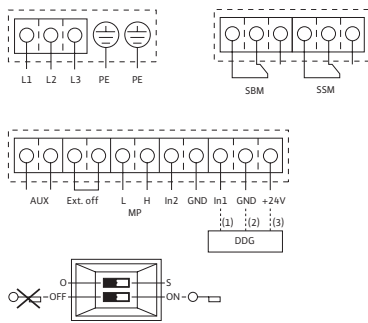 L1 L2 L3 PE PE
SBM SSM
AUX Ext. off L H In2 GND In1 GND +24V
MP
(1) (2) (3)
DDG
O S
OFF ON